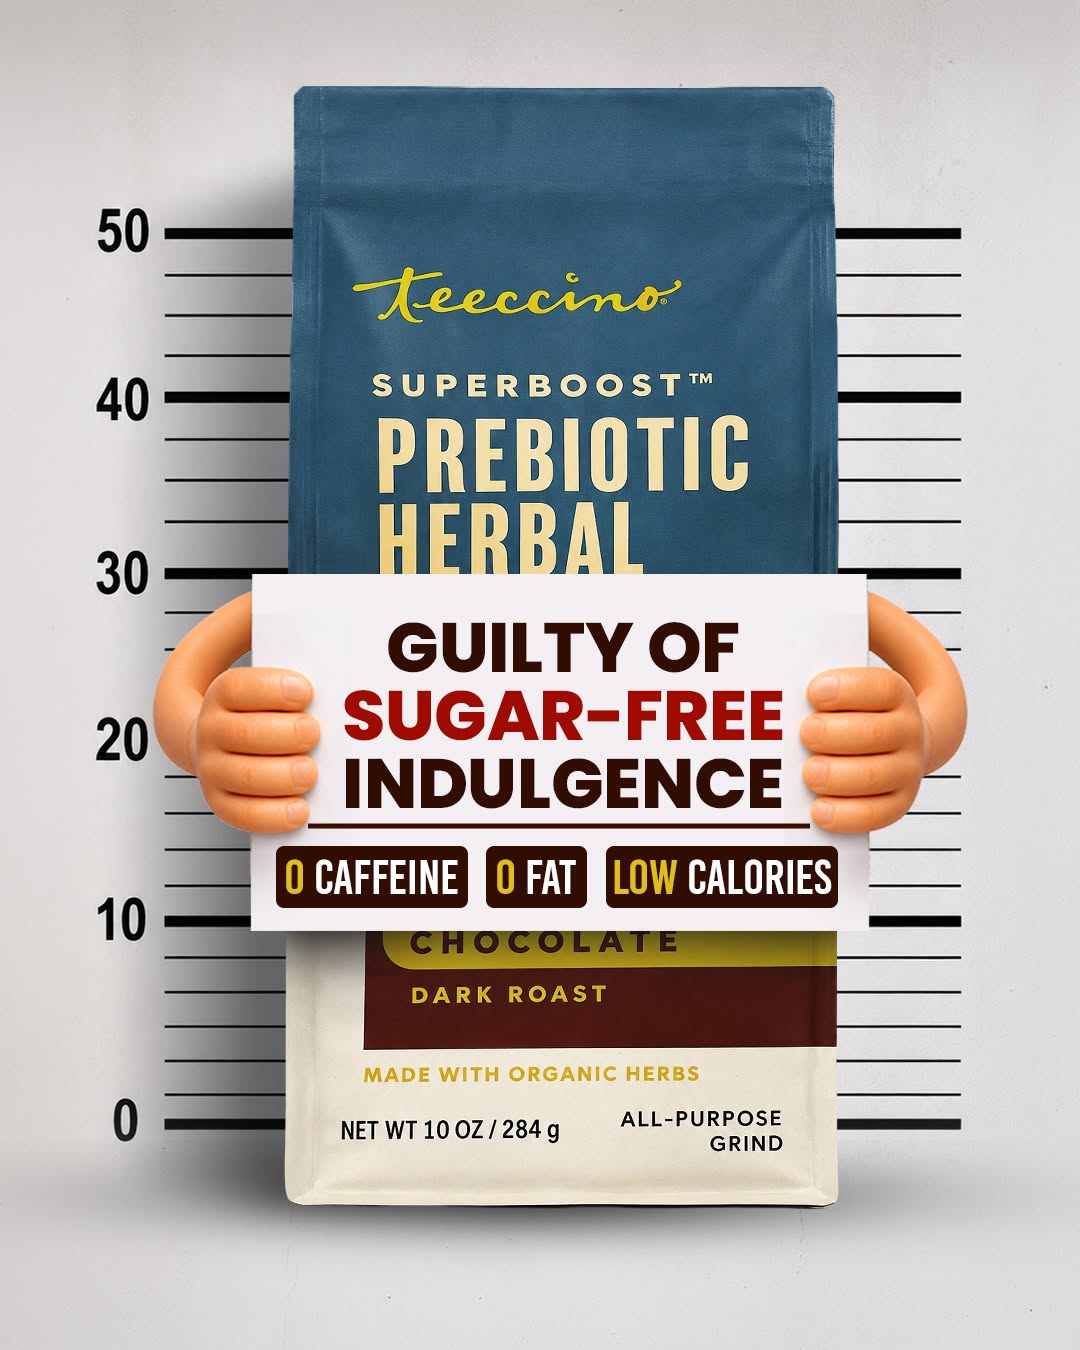 50
40
30
20
10
0
teeccino®
SUPERBOOST™
PREBIOTIC
HERBAL
GUILTY OF
SUGAR-FREE
INDULGENCE
0 CAFFEINE
0 FAT
LOW CALORIES
CHOCOLATE
DARK ROAST
MADE WITH ORGANIC HERBS
NET WT 10 OZ / 284 g
ALL-PURPOSE
GRIND